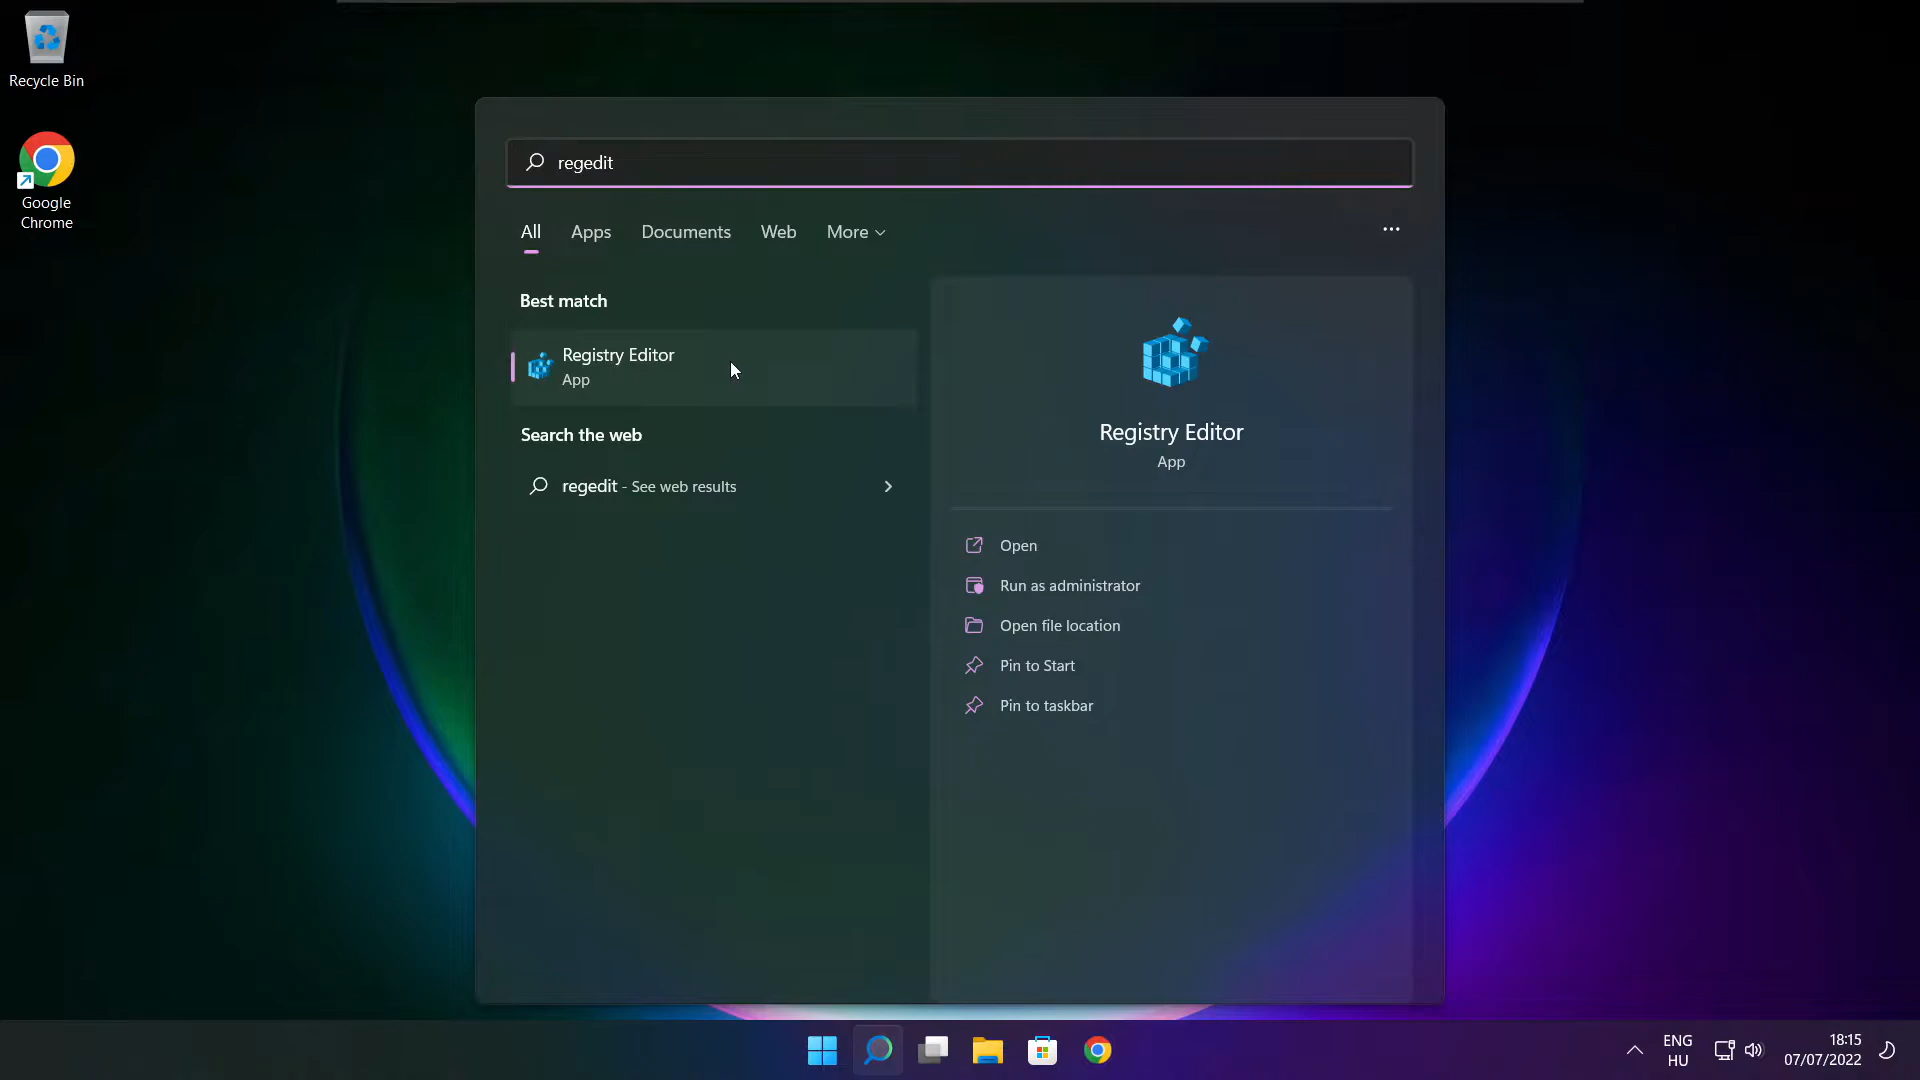 Recycle Bin
Google
Chrome
regedit
All Apps Documents Web More
Best match
Registry Editor
App
Search the web
regedit - See web results
Registry Editor
App
Open
Run as administrator
Open file location
Pin to Start
Pin to taskbar
ENG
HU
18:15
07/07/2022